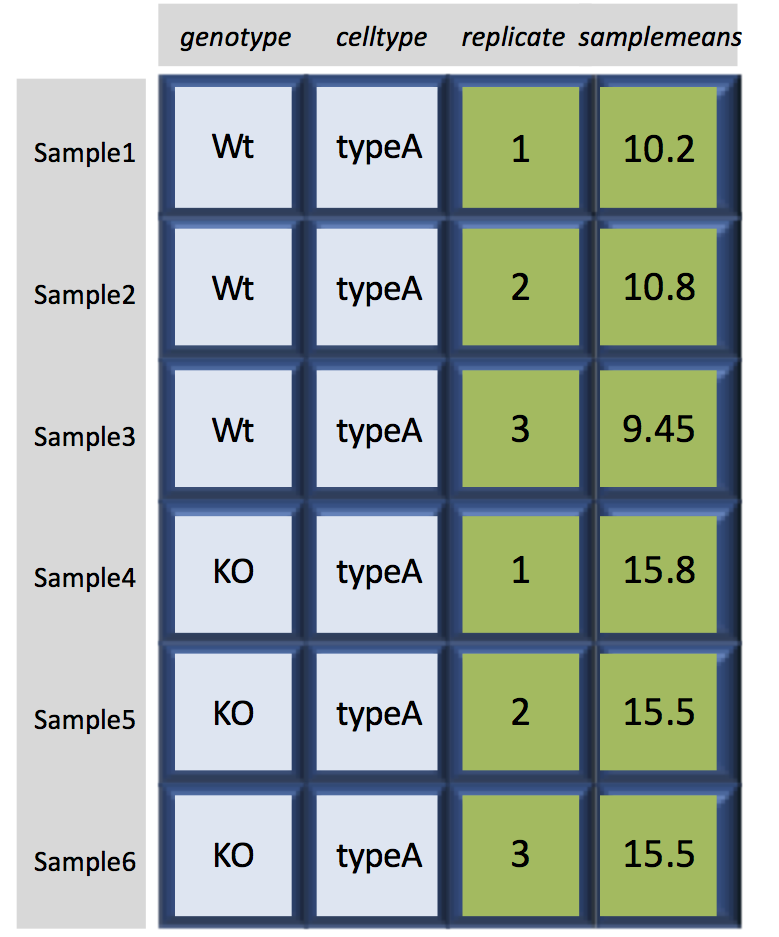 genotype celltype replicate samplemeans
Sample1 Wt typeA 1 10.2
Sample2 Wt typeA 2 10.8
Sample3 Wt typeA 3 9.45
Sample4 KO typeA 1 15.8
Sample5 KO typeA 2 15.5
Sample6 KO typeA 3 15.5